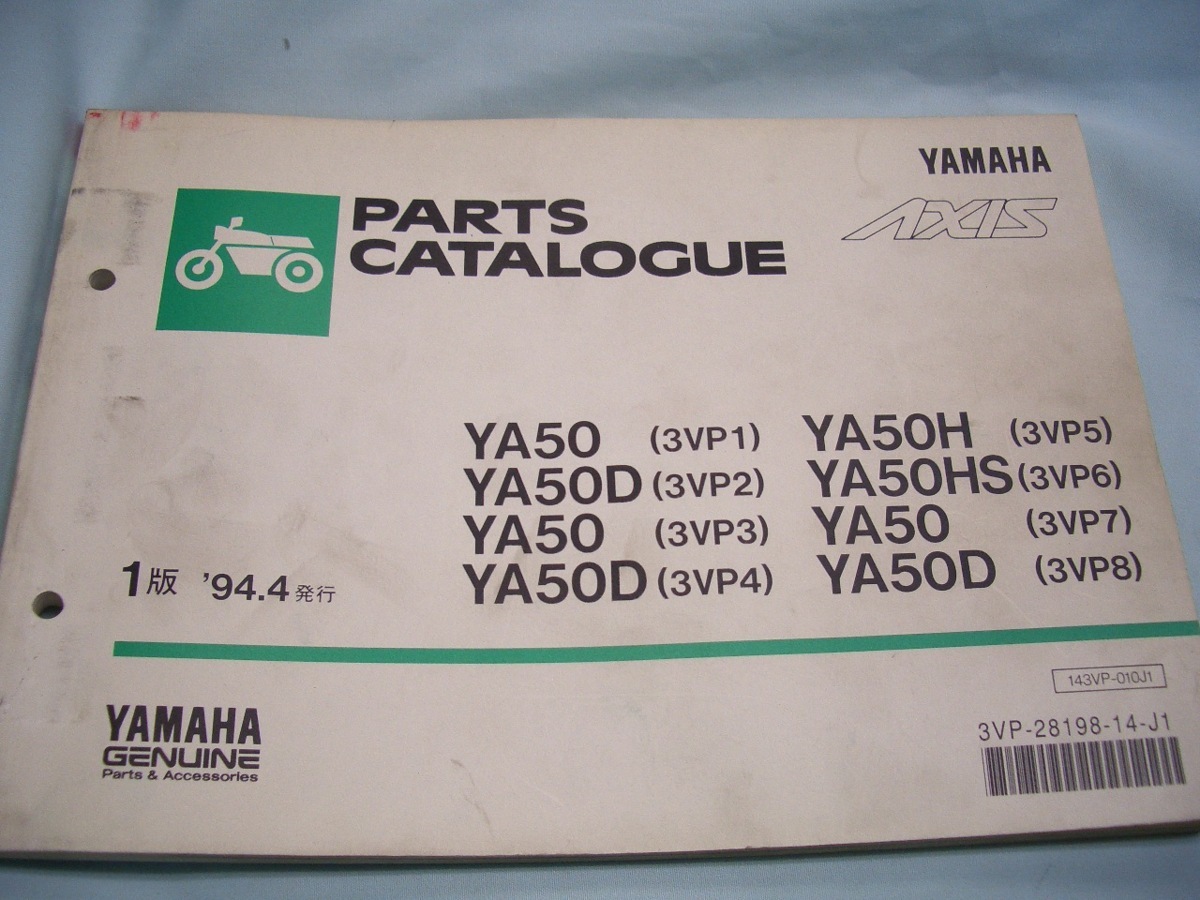 YAMAHA
AXIS
PARTS
CATALOGUE
YA50 (3VP1) YA50H (3VP5)
YA50D (3VP2) YA50HS (3VP6)
YA50 (3VP3) YA50 (3VP7)
YA50D (3VP4) YA50D (3VP8)
1版 '94.4発行
143VP-010J1
3VP-28198-14-J1
YAMAHA
GENUINE
Parts & Accessories